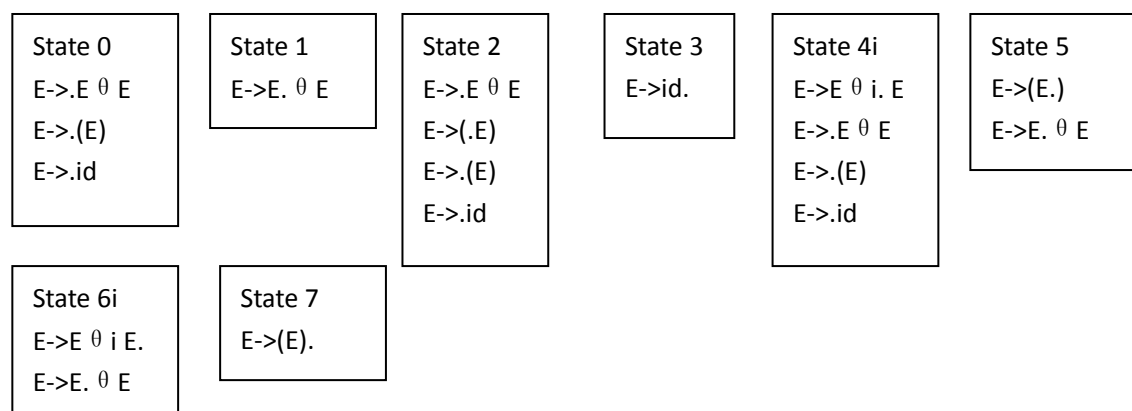 State 0
E->.E θ E
E->.(E)
E->.id
State 1
E->E. θ E
State 2
E->.E θ E
E->(.E)
E->.(E)
E->.id
State 3
E->id.
State 4i
E->E θ i. E
E->.E θ E
E->.(E)
E->.id
State 5
E->(E.)
E->E. θ E
State 6i
E->E θ i E.
E->E. θ E
State 7
E->(E).